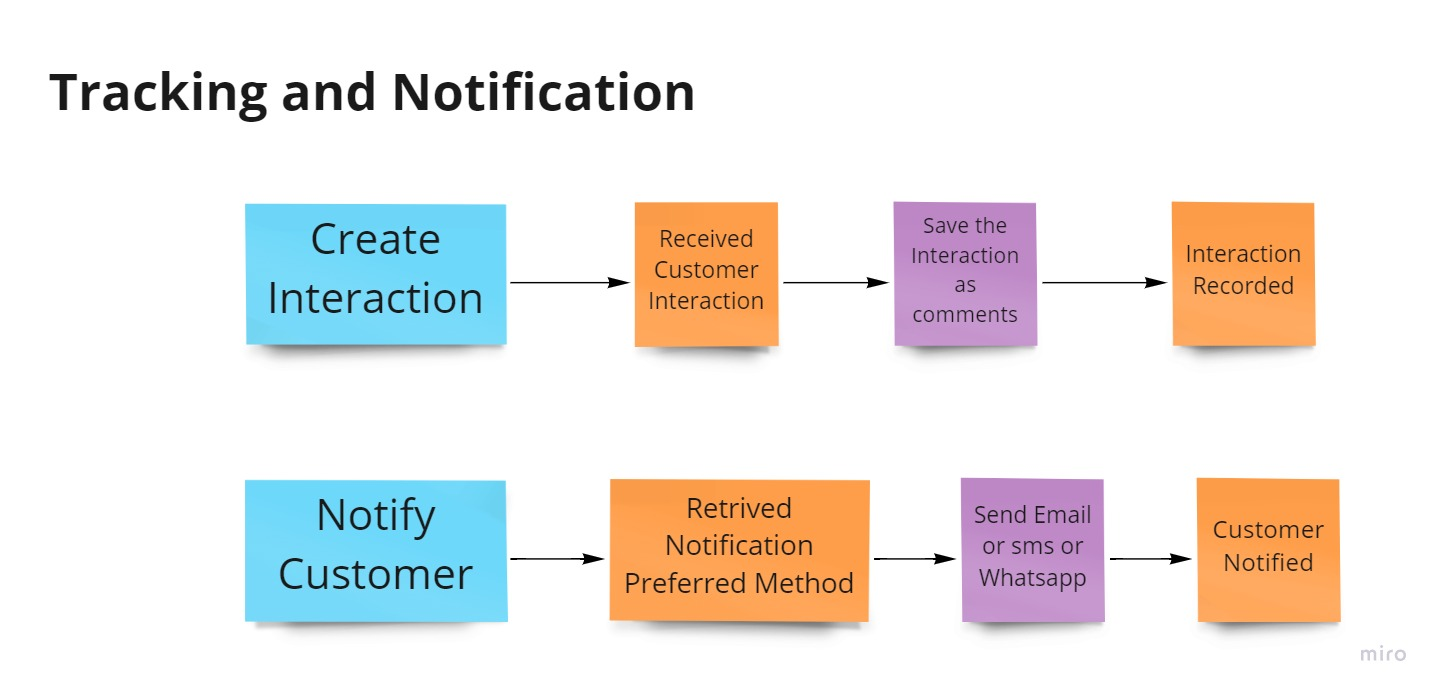 Tracking and Notification
Create
Interaction
Received
Customer
Interaction
Save the
Interaction
as
comments
Interaction
Recorded
Notify
Customer
Retrived
Notification
Preferred Method
Send Email
or sms or
Whatsapp
Customer
Notified
miro